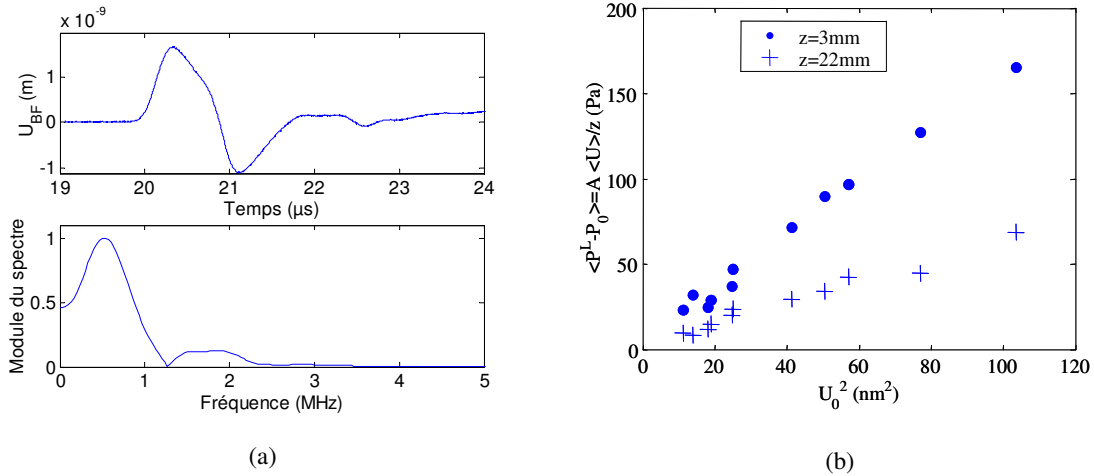 x 10⁻⁹
U_BF (m)
1
0
-1
19 20 21 22 23 24
Temps (µs)
Module du spectre
1
0.5
0
0 1 2 3 4 5
Fréquence (MHz)
(a)
<P^L-P_0>=A <U>/z (Pa)
200
150
100
50
0
z=3mm
z=22mm
0 20 40 60 80 100 120
U_0^2 (nm²)
(b)